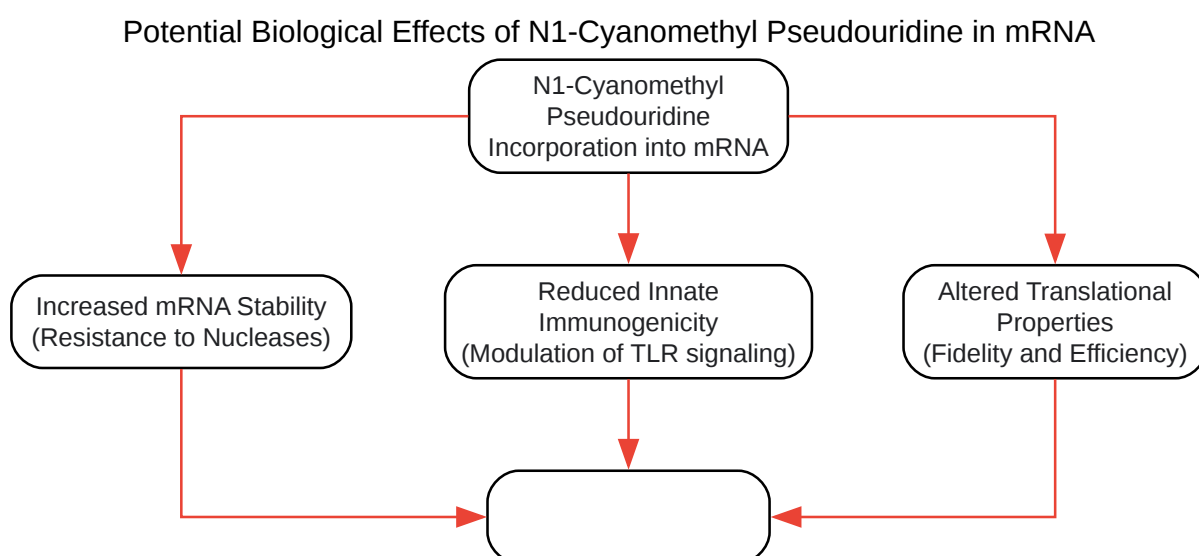 Potential Biological Effects of N1-Cyanomethyl Pseudouridine in mRNA
N1-Cyanomethyl
Pseudouridine
Incorporation into mRNA
Increased mRNA Stability
(Resistance to Nucleases)
Reduced Innate
Immunogenicity
(Modulation of TLR signaling)
Altered Translational
Properties
(Fidelity and Efficiency)